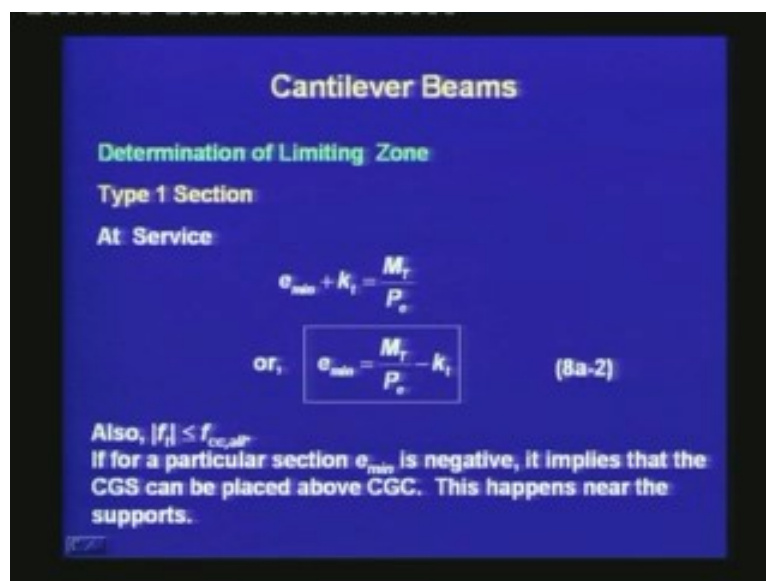 Cantilever Beams
Determination of Limiting Zone
Type 1 Section
At Service
e_min + k_t = M_T / P_e
or, e_min = M_T / P_e − k_t (8a-2)
Also, |f_t| ≤ f_cc,all.
If for a particular section e_min is negative, it implies that the
CGS can be placed above CGC. This happens near the
supports.